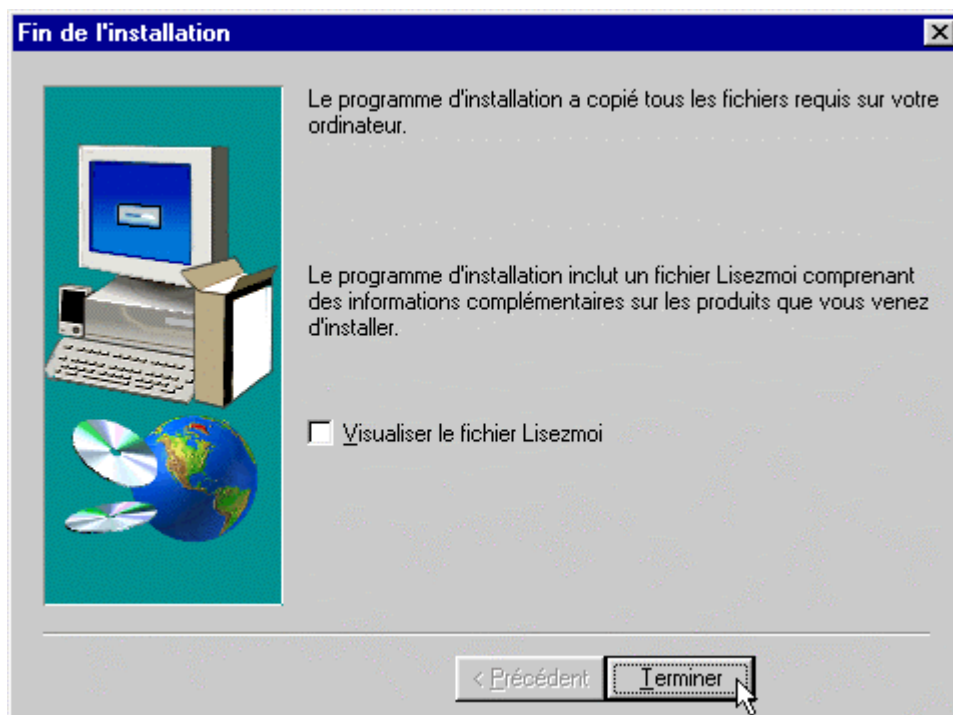 Fin de l'installation
Le programme d'installation a copié tous les fichiers requis sur votre
ordinateur.
Le programme d'installation inclut un fichier Lisezmoi comprenant
des informations complémentaires sur les produits que vous venez
d'installer.
Visualiser le fichier Lisezmoi
< Précédent
Terminer